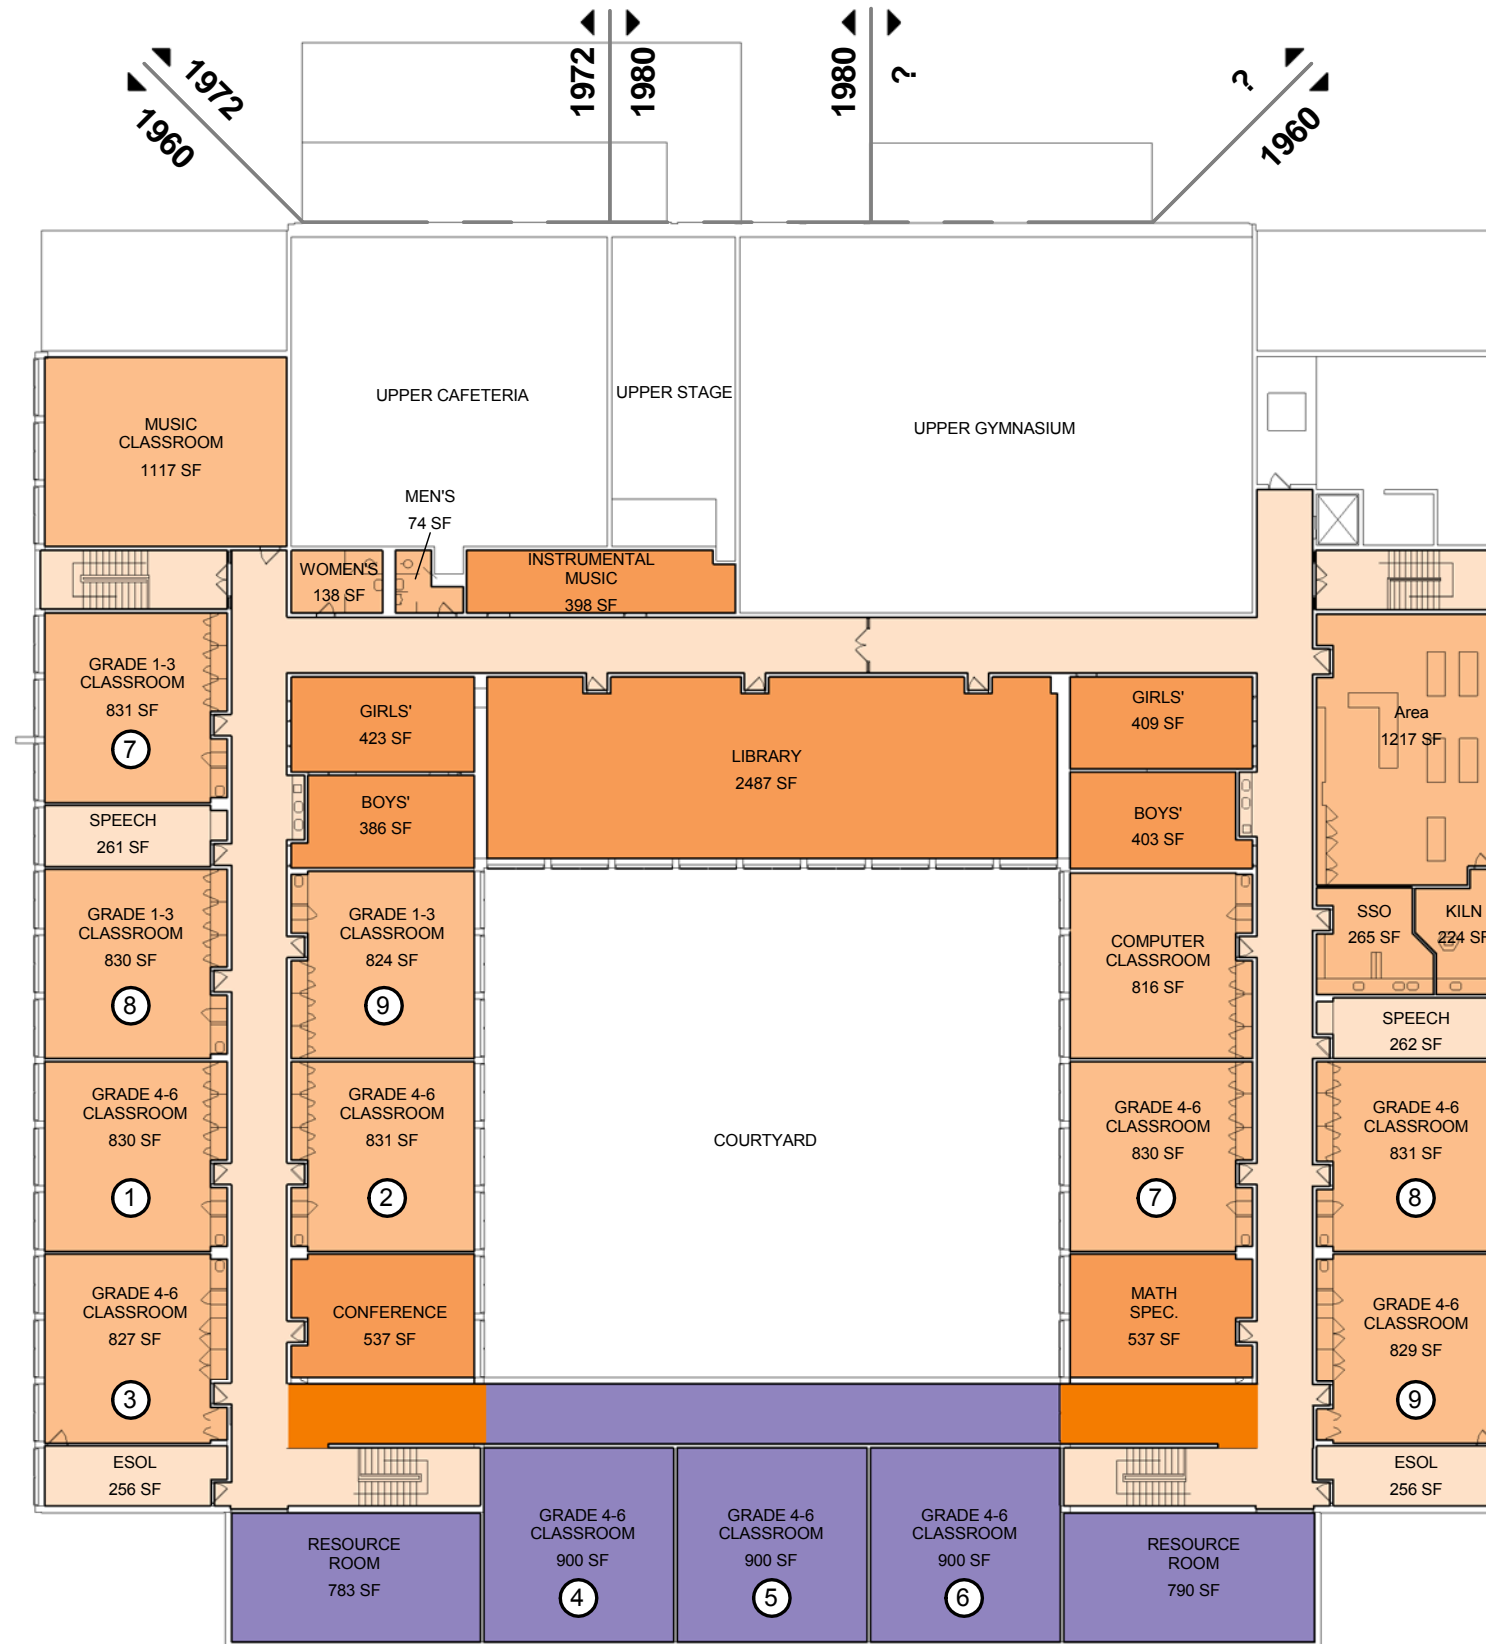 1972
1960
1972
1980
1980
?
?
1960
UPPER CAFETERIA
UPPER STAGE
UPPER GYMNASIUM
MUSIC
CLASSROOM
1117 SF
MEN'S
74 SF
WOMEN'S
138 SF
INSTRUMENTAL
MUSIC
398 SF
GRADE 1-3
CLASSROOM
831 SF
7
GIRLS'
423 SF
LIBRARY
2487 SF
GIRLS'
409 SF
Area
1217 SF
SPEECH
261 SF
BOYS'
386 SF
BOYS'
403 SF
GRADE 1-3
CLASSROOM
830 SF
8
GRADE 1-3
CLASSROOM
824 SF
9
COMPUTER
CLASSROOM
816 SF
SSO
265 SF
KILN
224 SF
SPEECH
262 SF
GRADE 4-6
CLASSROOM
830 SF
1
GRADE 4-6
CLASSROOM
831 SF
2
COURTYARD
GRADE 4-6
CLASSROOM
830 SF
7
GRADE 4-6
CLASSROOM
831 SF
8
GRADE 4-6
CLASSROOM
827 SF
3
CONFERENCE
537 SF
MATH
SPEC.
537 SF
GRADE 4-6
CLASSROOM
829 SF
9
ESOL
256 SF
ESOL
256 SF
RESOURCE
ROOM
783 SF
GRADE 4-6
CLASSROOM
900 SF
4
GRADE 4-6
CLASSROOM
900 SF
5
GRADE 4-6
CLASSROOM
900 SF
6
RESOURCE
ROOM
790 SF